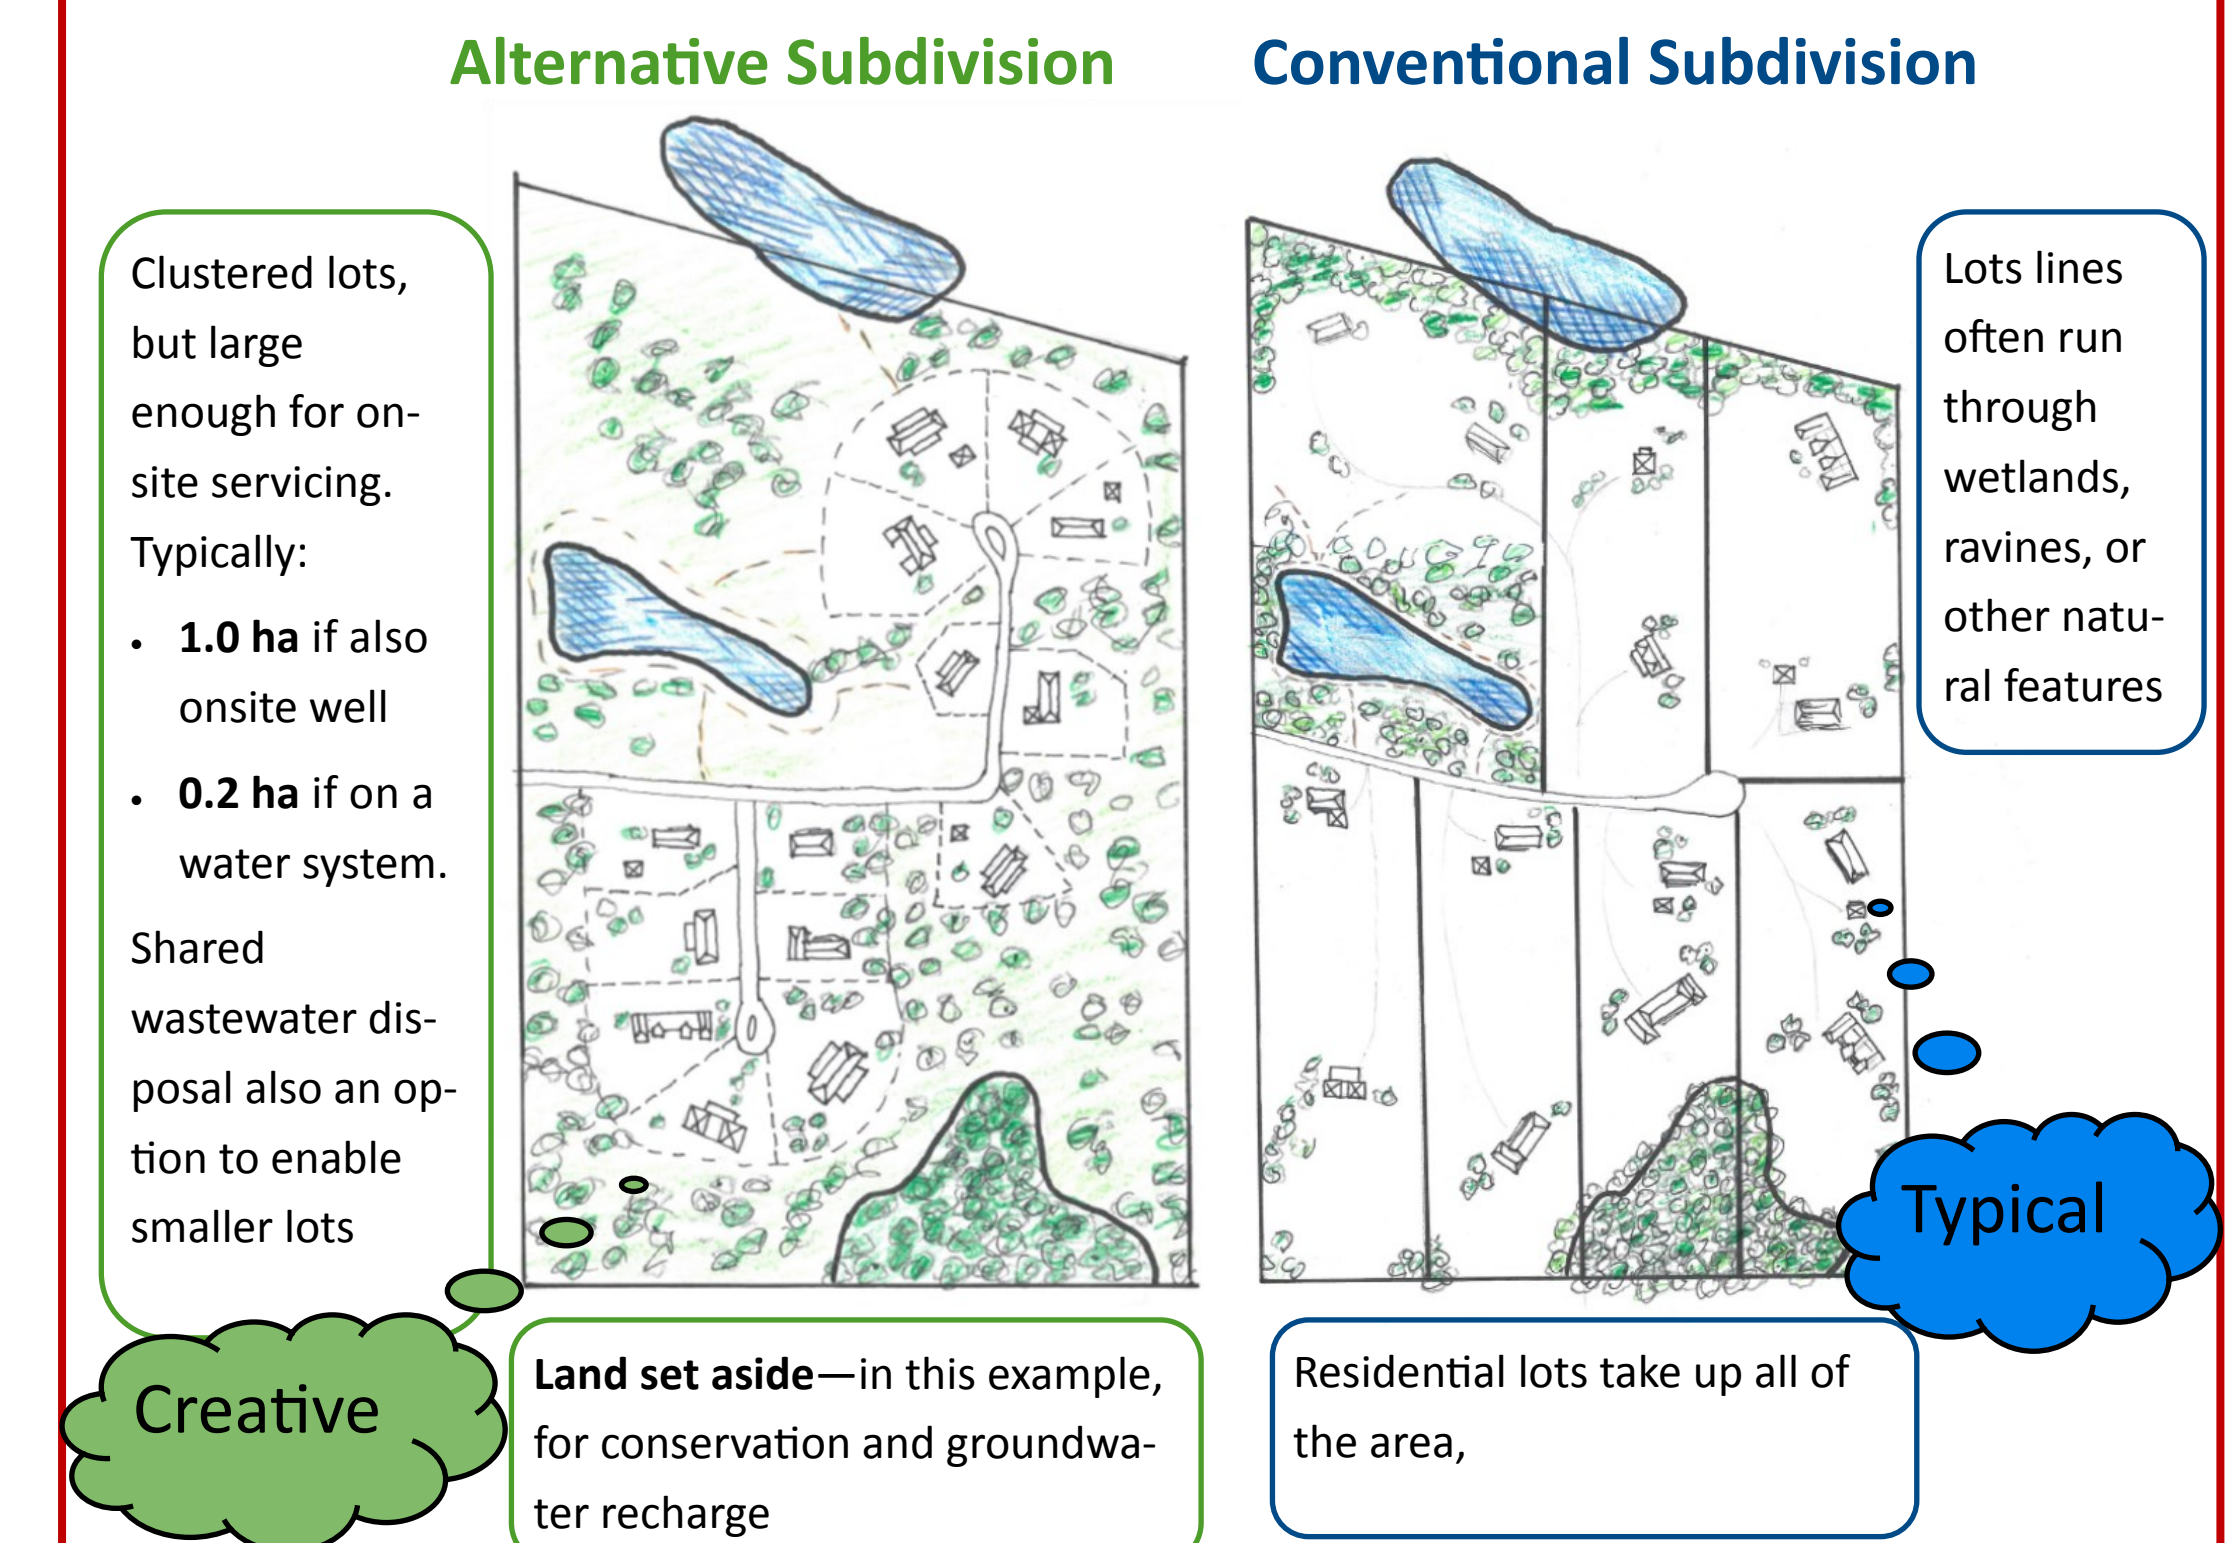 Alternative Subdivision
Conventional Subdivision
Clustered lots,
but large
enough for on-
site servicing.
Typically:
• 1.0 ha if also
onsite well
• 0.2 ha if on a
water system.
Shared
wastewater dis-
posal also an op-
tion to enable
smaller lots
Creative
Land set aside—in this example,
for conservation and groundwa-
ter recharge
Lots lines
often run
through
wetlands,
ravines, or
other natu-
ral features
Typical
Residential lots take up all of
the area,